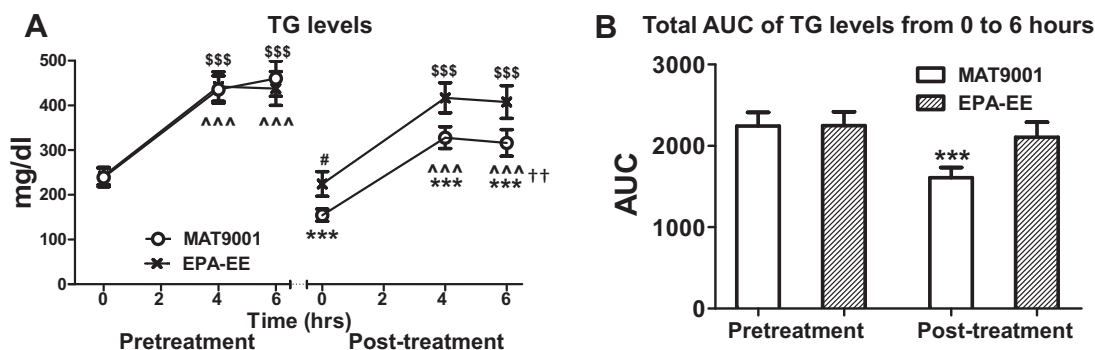 A
TG levels
mg/dl
500
400
300
200
100
0
$$$
$$$
^^^
^^^
MAT9001
EPA-EE
0
2
4
6
Pretreatment
#
***
$$$
$$$
^^^
***
^^^
*** ††
0
2
4
6
Time (hrs)
Post-treatment
B
Total AUC of TG levels from 0 to 6 hours
AUC
3000
2000
1000
0
MAT9001
EPA-EE
***
Pretreatment
Post-treatment